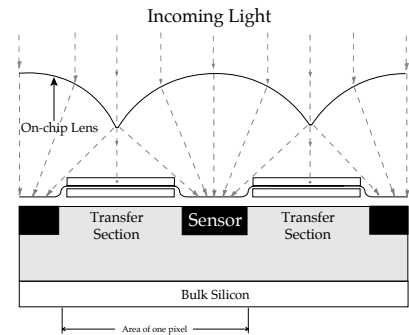 Incoming Light
On-chip Lens
Transfer
Section
Sensor
Transfer
Section
Bulk Silicon
Area of one pixel